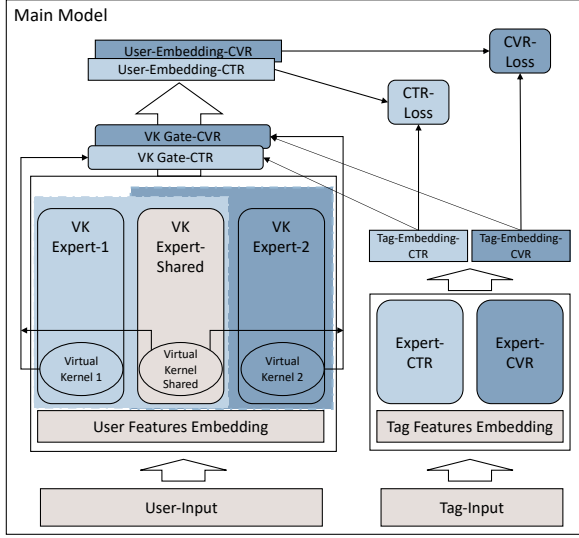 Main Model
User-Embedding-CVR
User-Embedding-CTR
CVR-
Loss
CTR-
Loss
VK Gate-CVR
VK Gate-CTR
VK
Expert-1
VK
Expert-
Shared
VK
Expert-2
Tag-Embedding-
CTR
Tag-Embedding-
CVR
Expert-
CTR
Expert-
CVR
Virtual
Kernel 1
Virtual
Kernel
Shared
Virtual
Kernel 2
User Features Embedding
Tag Features Embedding
User-Input
Tag-Input